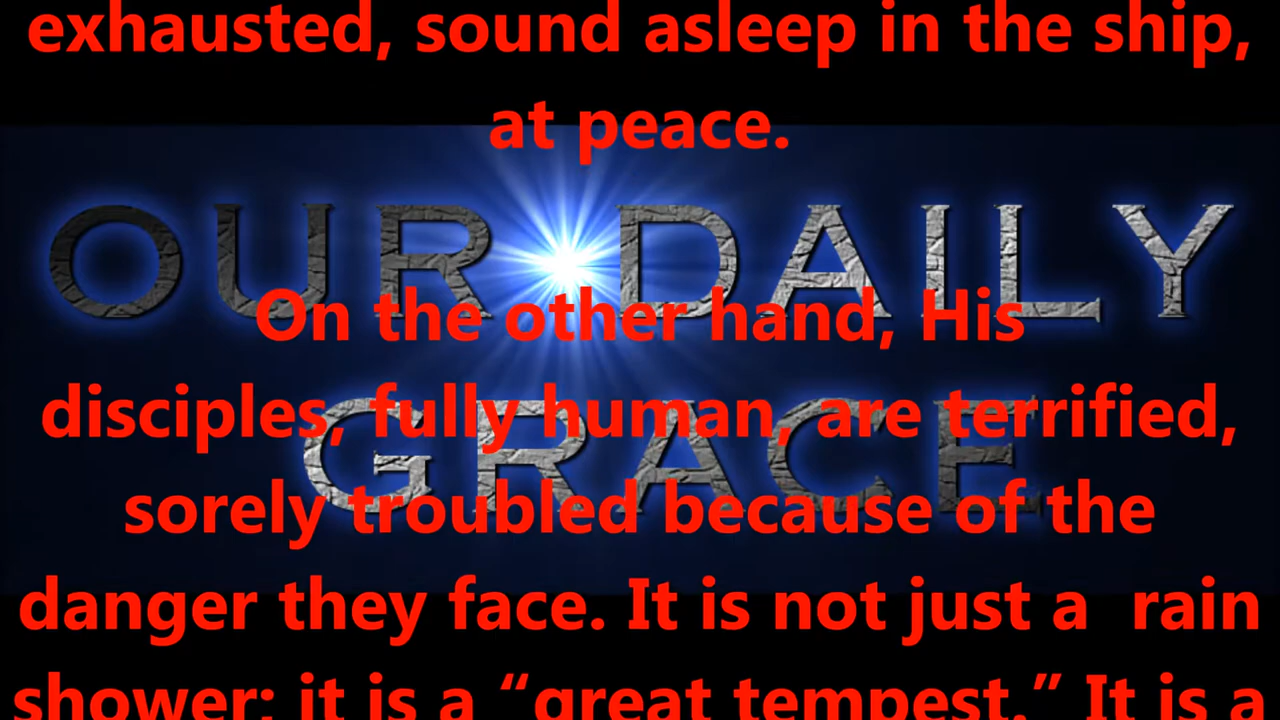 exhausted, sound asleep in the ship,
at peace.
OUR DAILY
On the other hand, His
disciples, fully human, are terrified,
GRACE
sorely troubled because of the
danger they face. It is not just a  rain
shower; it is a “great tempest.” It is a